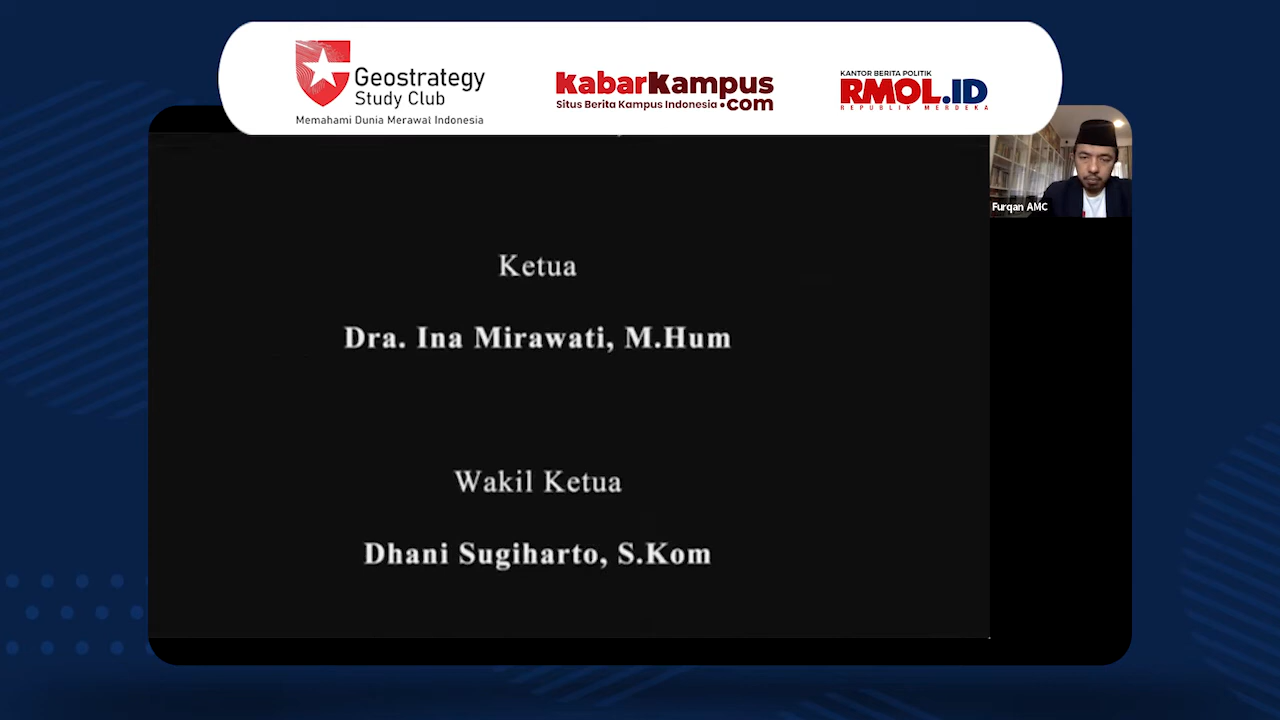 Geostrategy
Study Club
Memahami Dunia Merawat Indonesia
KabarKampus
Situs Berita Kampus Indonesia .com
KANTOR BERITA POLITIK
RMOL.ID
REPUBLIK MERDEKA
Furqan AMC
Ketua
Dra. Ina Mirawati, M.Hum
Wakil Ketua
Dhani Sugiharto, S.Kom